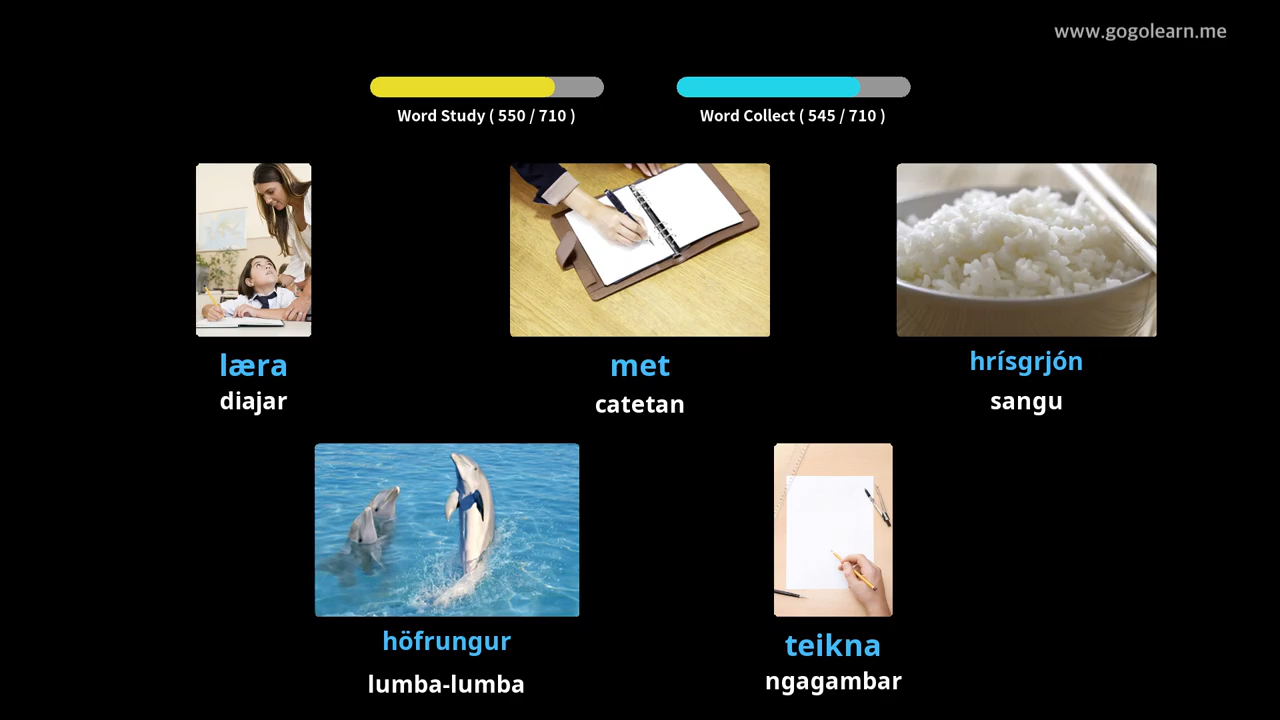 www.gogolearn.me
Word Study ( 550 / 710 )
Word Collect ( 545 / 710 )
læra
diajar
met
catetan
hrísgrjón
sangu
höfrungur
lumba-lumba
teikna
ngagambar